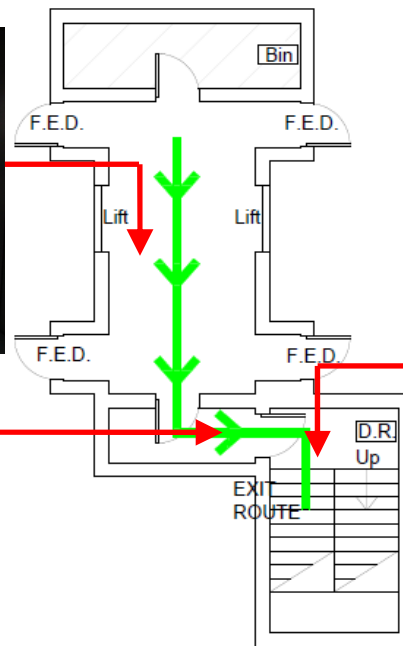 Bin
F.E.D. F.E.D.
Lift Lift
F.E.D. F.E.D.
D.R.
Up
EXIT
ROUTE